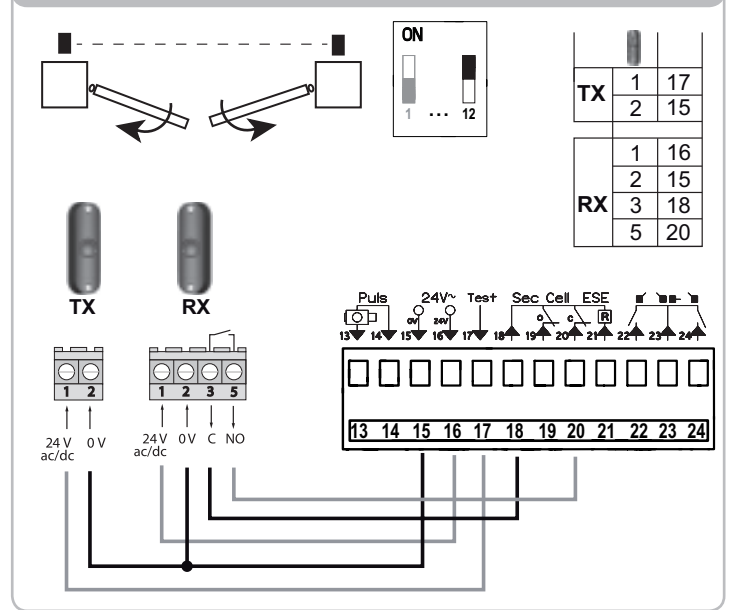 ON
1 ... 12
TX 1 17
2 15
RX 1 16
2 15
3 18
5 20
TX RX
Puls 24V~ Test Sec Cell ESE
0V 24V o c R
13 14 15 16 17 18 19 20 21 22 23 24
1 2 1 2 3 5
13 14 15 16 17 18 19 20 21 22 23 24
24 V ac/dc 0 V 24 V ac/dc 0 V C NO